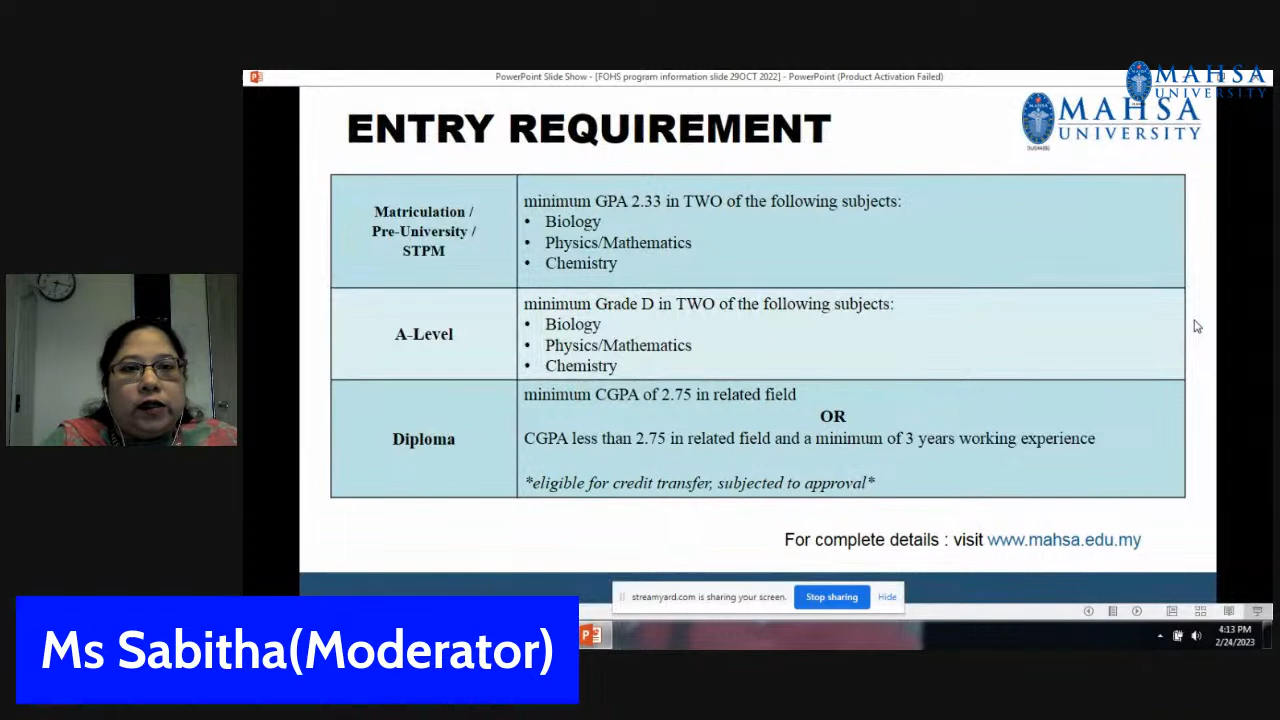 PowerPoint Slide Show - [FOHS program information slide 29OCT 2022] - PowerPoint (Product Activation Failed)
MAHSA
UNIVERSITY
MAHSA
UNIVERSITY
ENTRY REQUIREMENT
Matriculation /
Pre-University /
STPM
minimum GPA 2.33 in TWO of the following subjects:
• Biology
• Physics/Mathematics
• Chemistry
A-Level
minimum Grade D in TWO of the following subjects:
• Biology
• Physics/Mathematics
• Chemistry
Diploma
minimum CGPA of 2.75 in related field
OR
CGPA less than 2.75 in related field and a minimum of 3 years working experience
*eligible for credit transfer, subjected to approval*
For complete details : visit www.mahsa.edu.my
streamyard.com is sharing your screen.
Stop sharing
Hide
4:13 PM
2/24/2023
Ms Sabitha(Moderator)